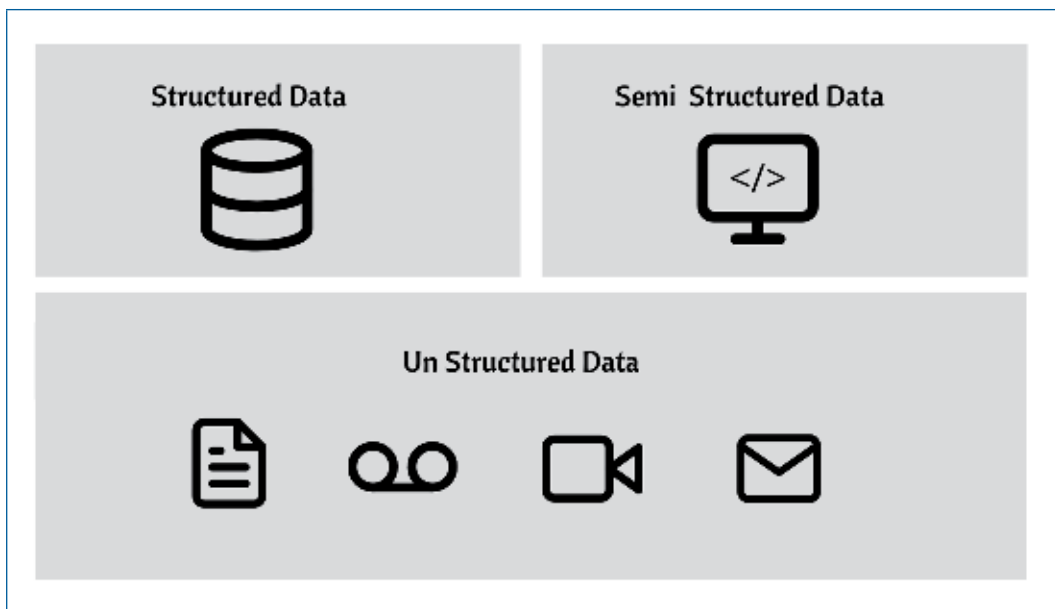 Structured Data
Semi Structured Data
</>
Un Structured Data